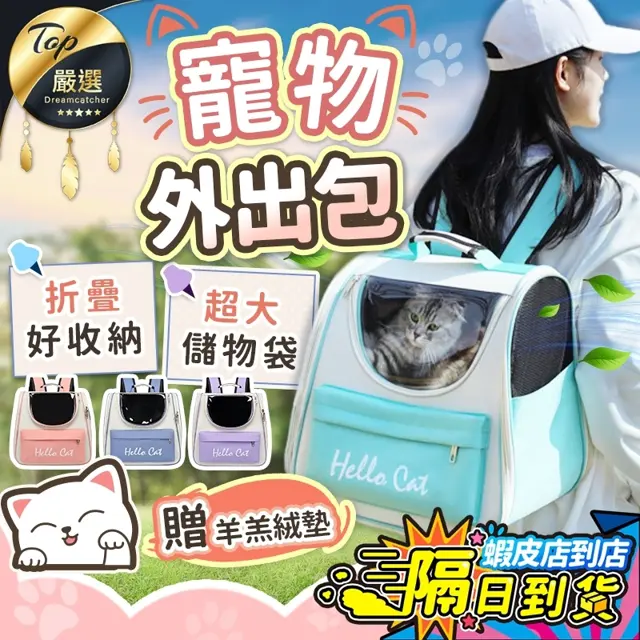 Top
嚴選
Dreamcatcher
寵物
外出包
折疊
好收納
超大
儲物袋
Hello Cat
Hello Cat
Hello Cat
Hello Cat
贈 羊羔絨墊
蝦皮店到店
隔日到貨